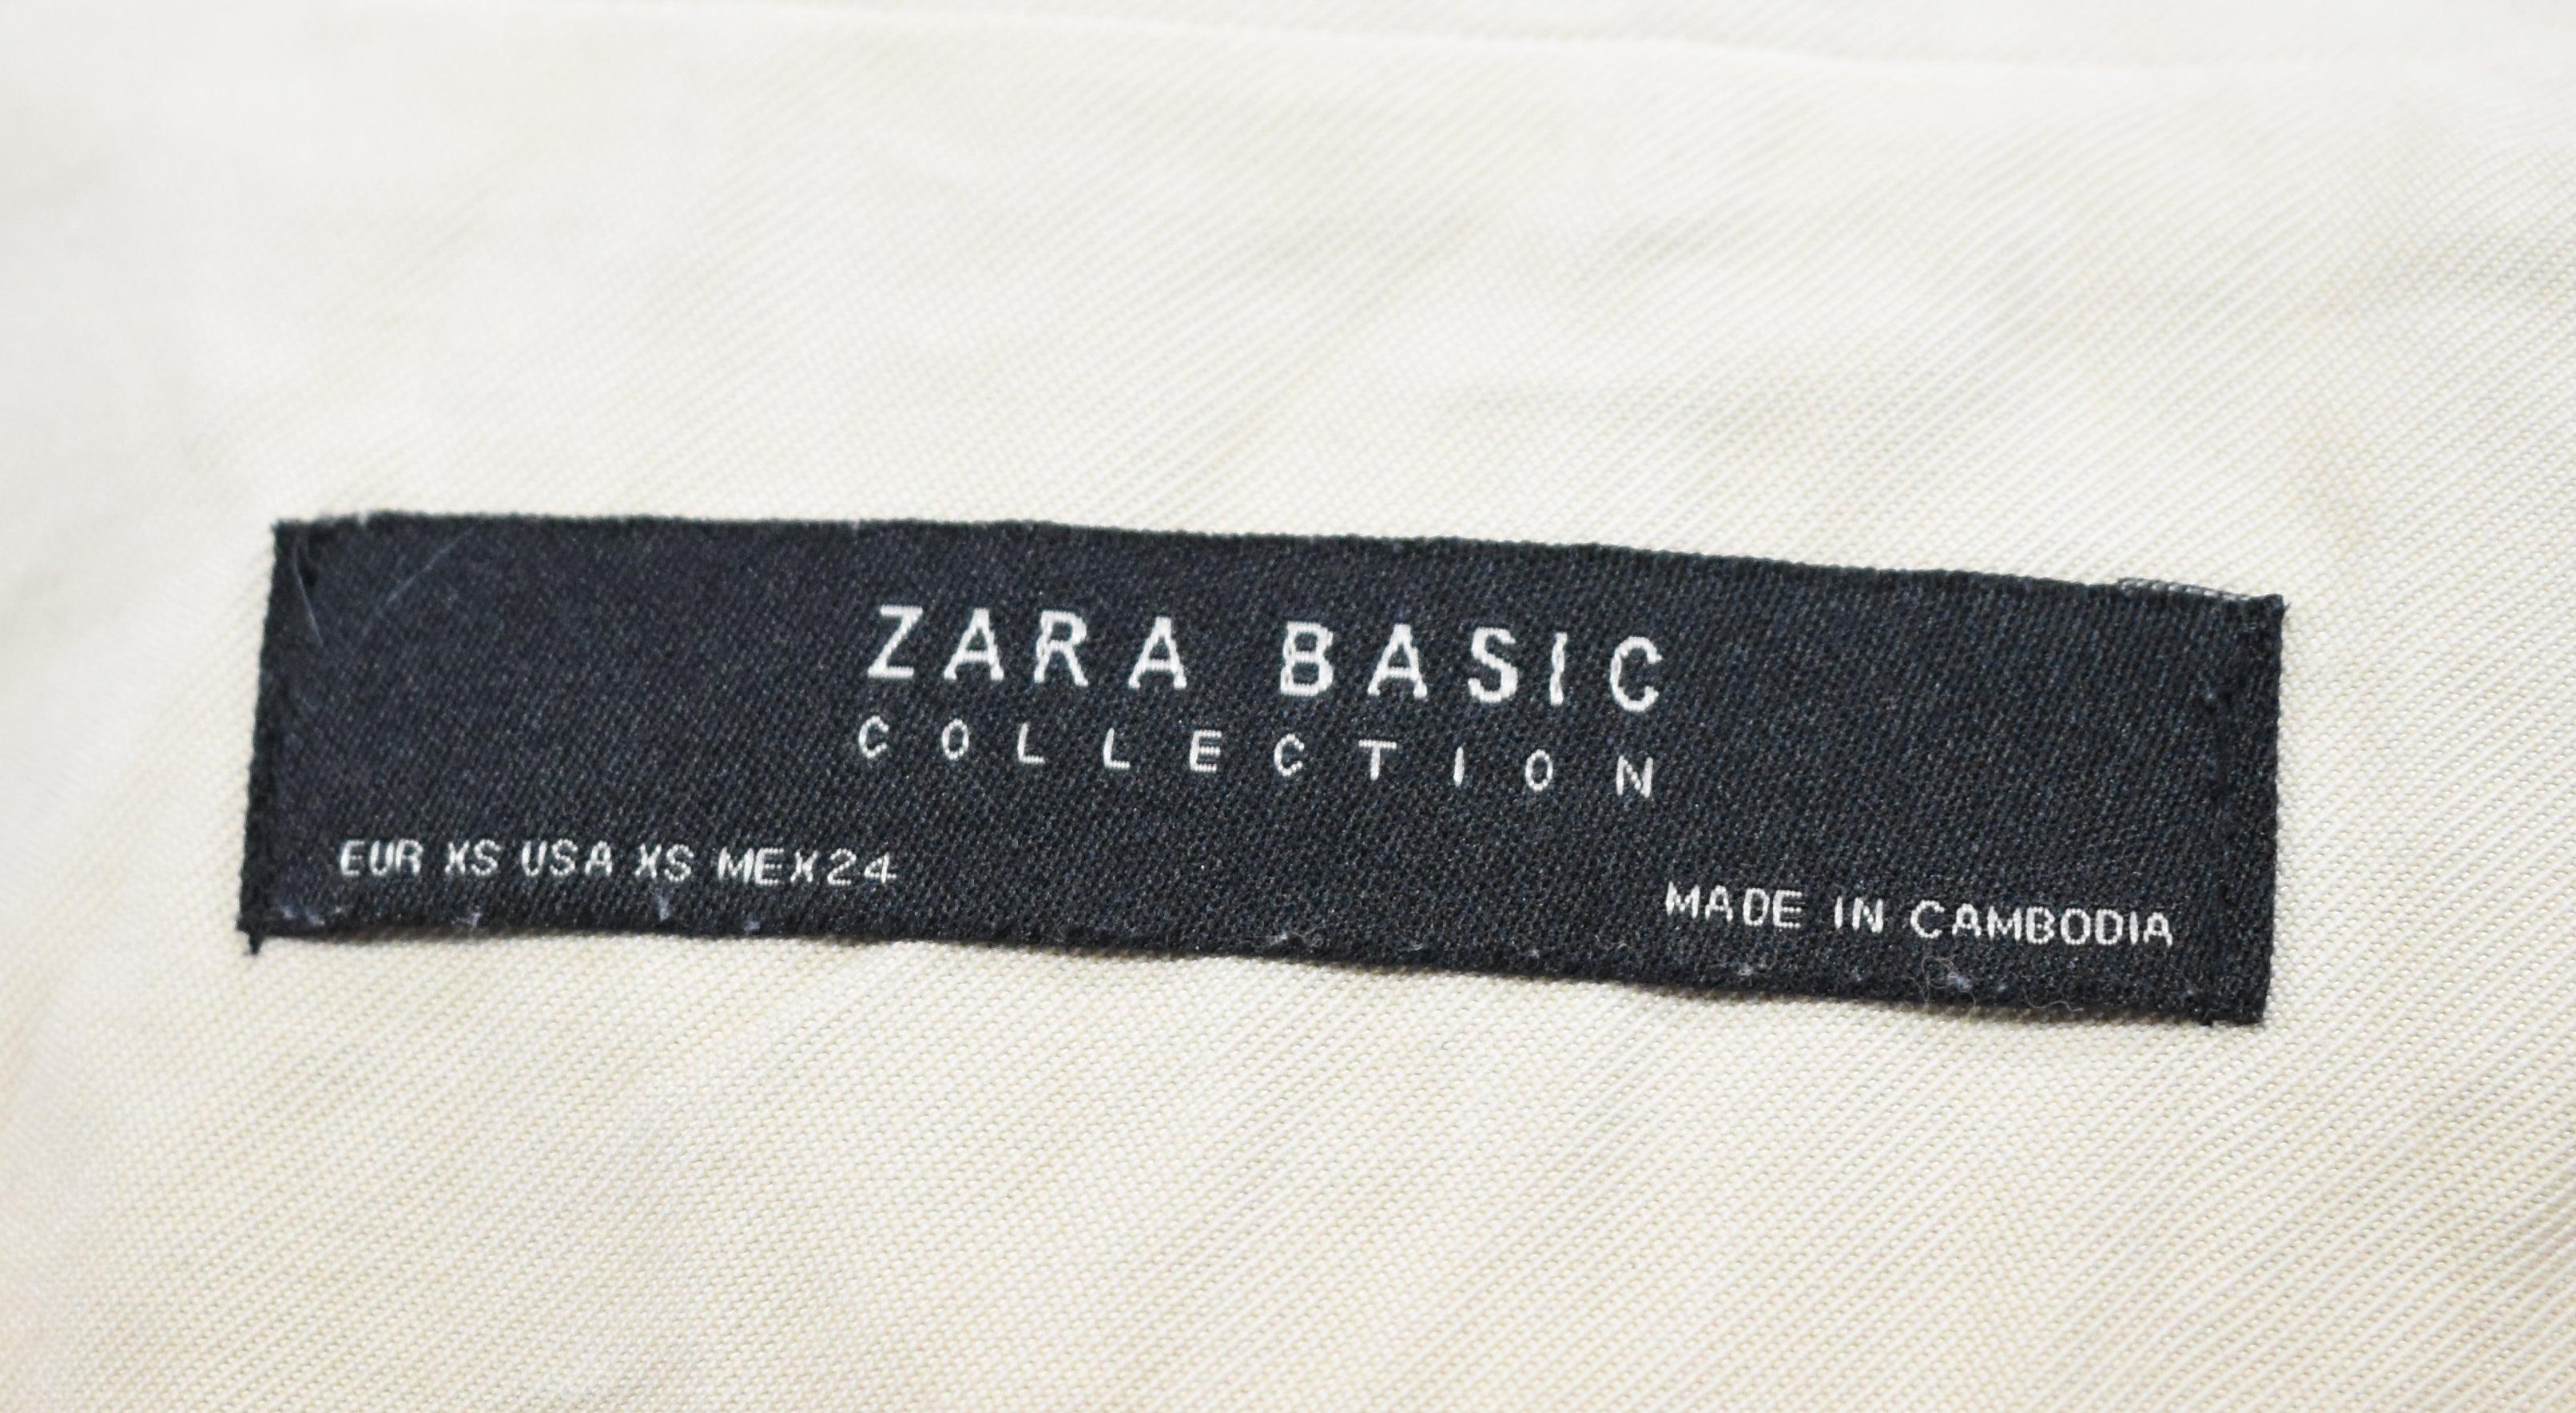 ZARA BASIC
COLLECTION
EUR XS USA XS MEX24
MADE IN CAMBODIA